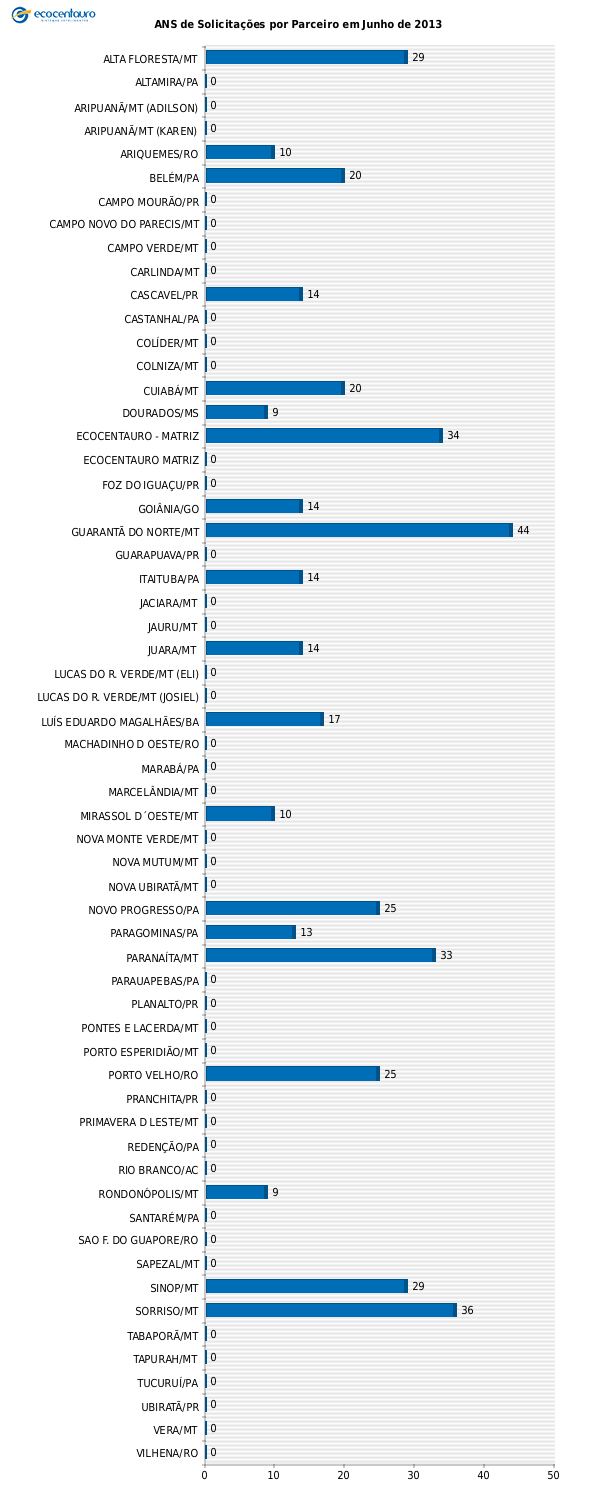 ecocentauro
ANS de Solicitações por Parceiro em Junho de 2013
ALTA FLORESTA/MT 29
ALTAMIRA/PA 0
ARIPUANÃ/MT (ADILSON) 0
ARIPUANÃ/MT (KAREN) 0
ARIQUEMES/RO 10
BELÉM/PA 20
CAMPO MOURÃO/PR 0
CAMPO NOVO DO PARECIS/MT 0
CAMPO VERDE/MT 0
CARLINDA/MT 0
CASCAVEL/PR 14
CASTANHAL/PA 0
COLÍDER/MT 0
COLNIZA/MT 0
CUIABÁ/MT 20
DOURADOS/MS 9
ECOCENTAURO - MATRIZ 34
ECOCENTAURO MATRIZ 0
FOZ DO IGUAÇU/PR 0
GOIÂNIA/GO 14
GUARANTÃ DO NORTE/MT 44
GUARAPUAVA/PR 0
ITAITUBA/PA 14
JACIARA/MT 0
JAURU/MT 0
JUARA/MT 14
LUCAS DO R. VERDE/MT (ELI) 0
LUCAS DO R. VERDE/MT (JOSIEL) 0
LUÍS EDUARDO MAGALHÃES/BA 17
MACHADINHO D OESTE/RO 0
MARABÁ/PA 0
MARCELÂNDIA/MT 0
MIRASSOL D´OESTE/MT 10
NOVA MONTE VERDE/MT 0
NOVA MUTUM/MT 0
NOVA UBIRATÃ/MT 0
NOVO PROGRESSO/PA 25
PARAGOMINAS/PA 13
PARANAÍTA/MT 33
PARAUAPEBAS/PA 0
PLANALTO/PR 0
PONTES E LACERDA/MT 0
PORTO ESPERIDIÃO/MT 0
PORTO VELHO/RO 25
PRANCHITA/PR 0
PRIMAVERA D LESTE/MT 0
REDENÇÃO/PA 0
RIO BRANCO/AC 0
RONDONÓPOLIS/MT 9
SANTARÉM/PA 0
SAO F. DO GUAPORE/RO 0
SAPEZAL/MT 0
SINOP/MT 29
SORRISO/MT 36
TABAPORÃ/MT 0
TAPURAH/MT 0
TUCURUÍ/PA 0
UBIRATÃ/PR 0
VERA/MT 0
VILHENA/RO 0
0 10 20 30 40 50